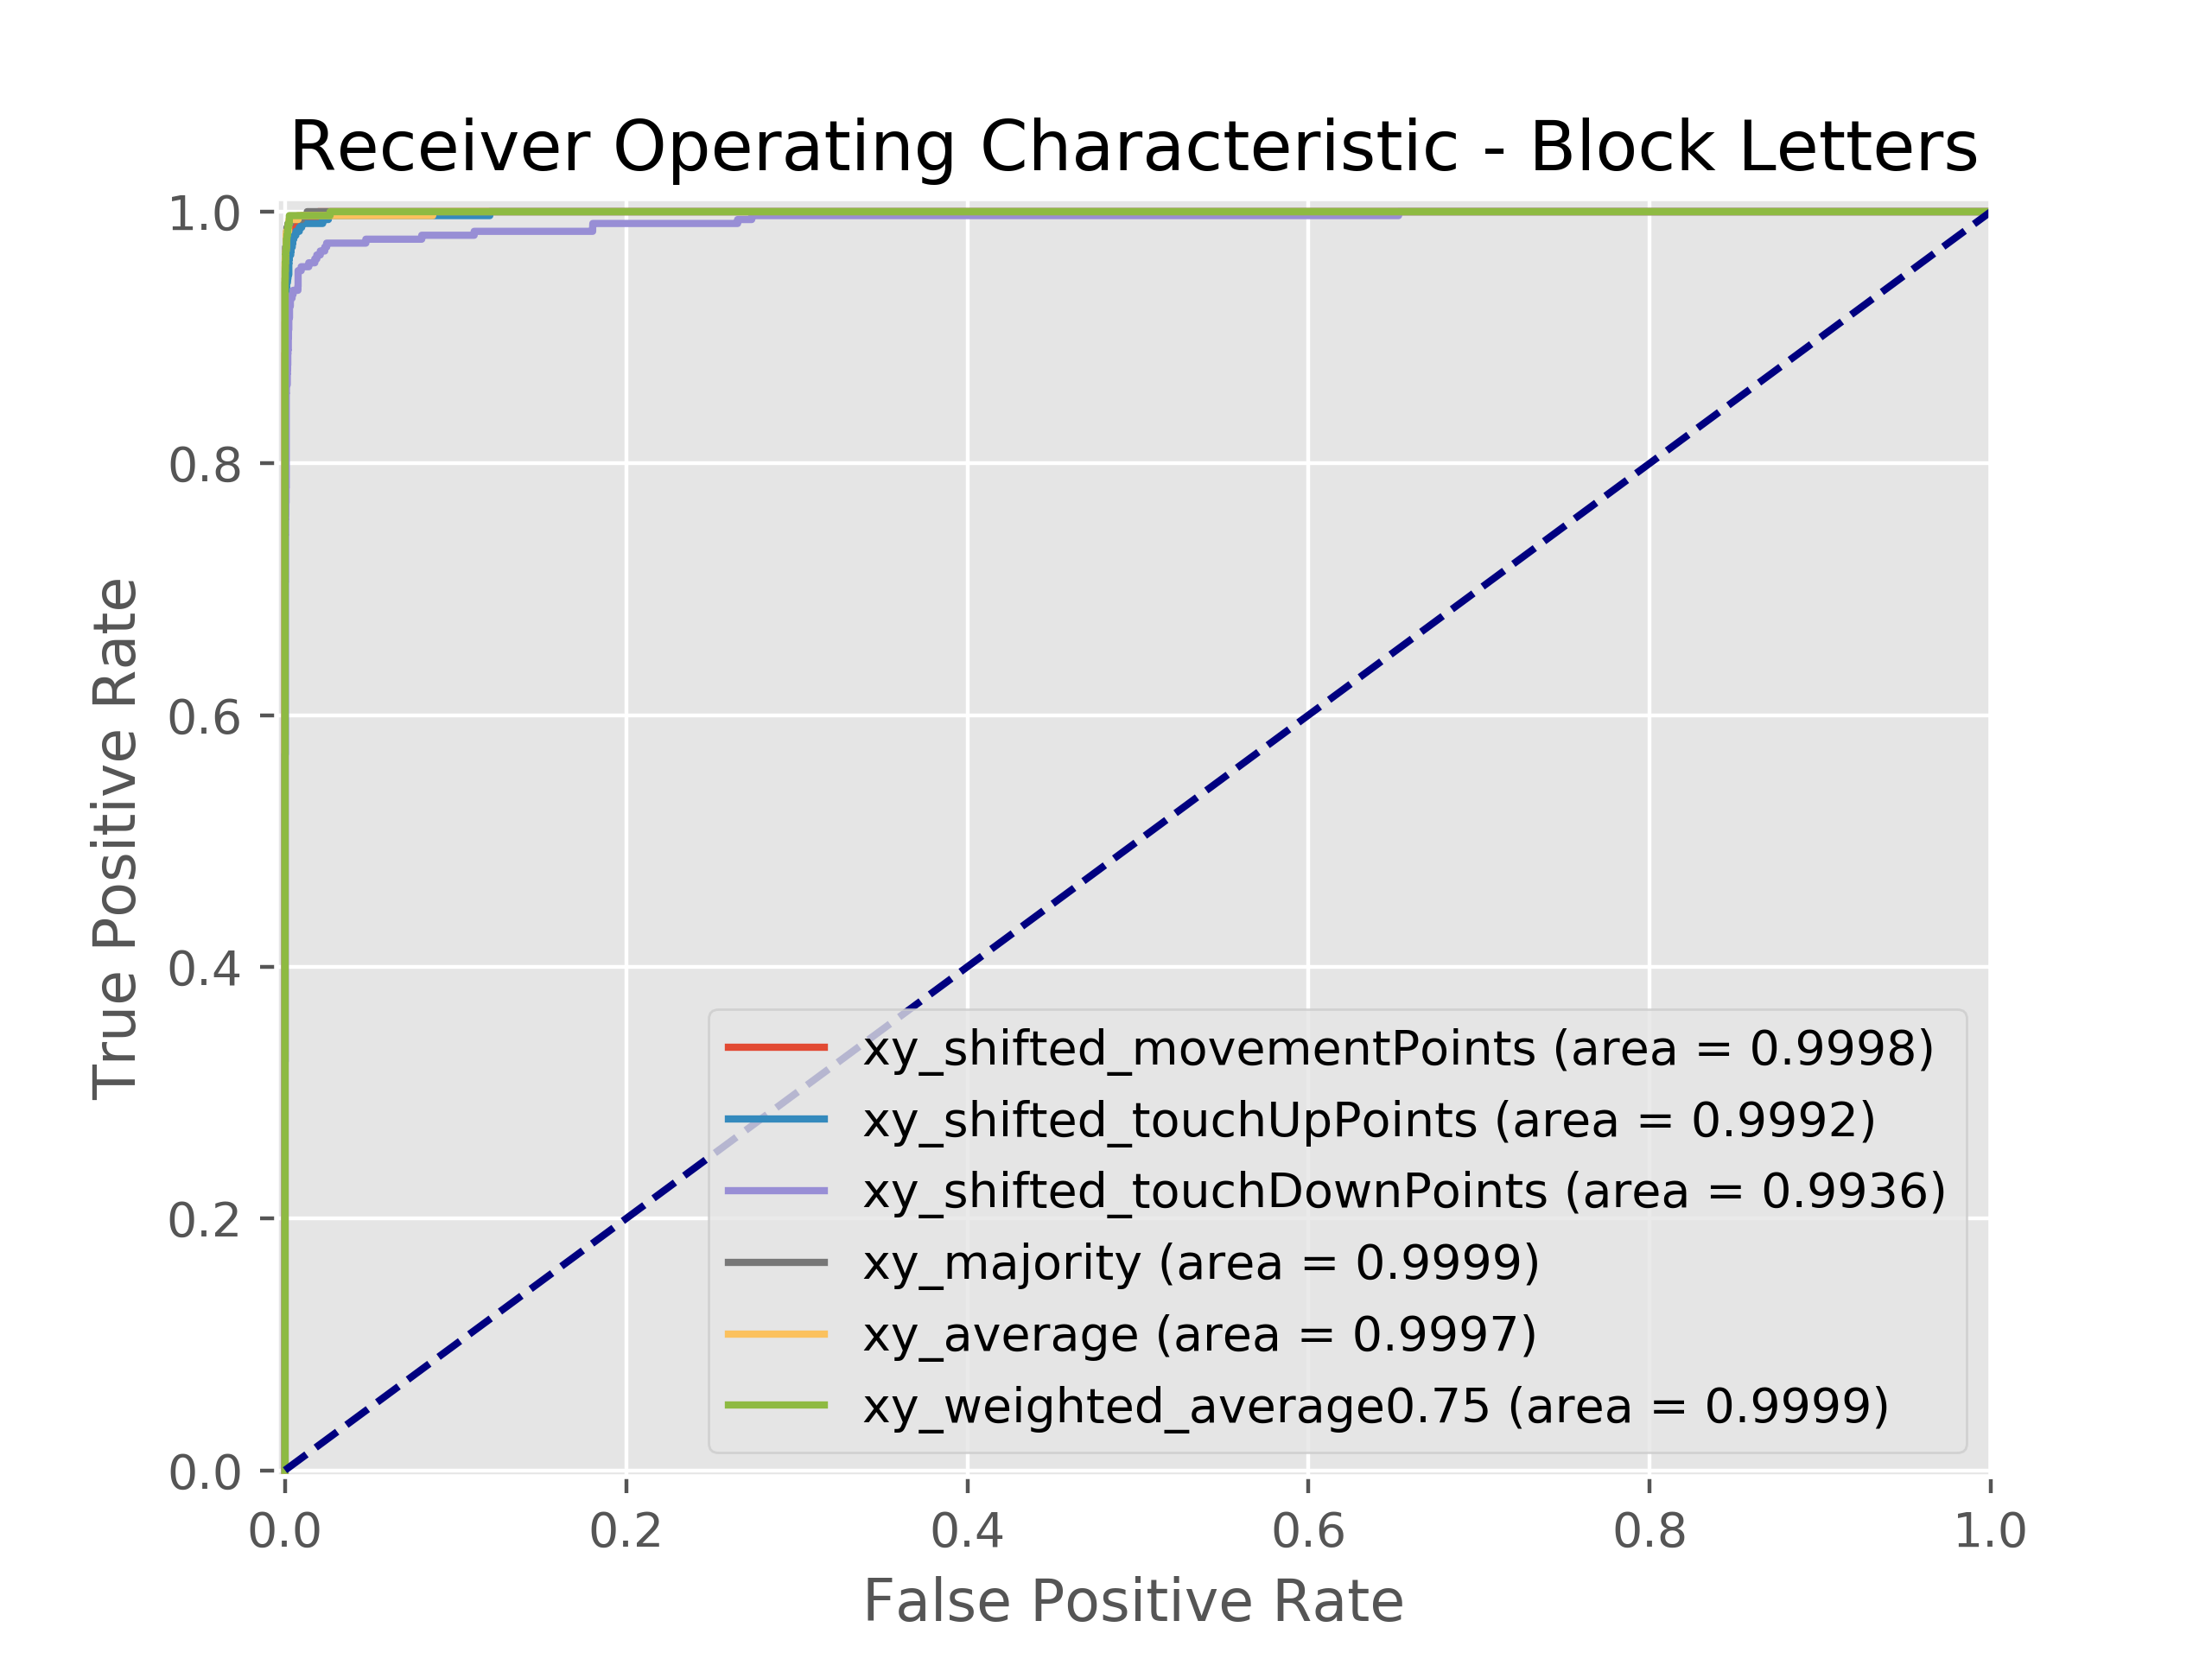 Receiver Operating Characteristic - Block Letters
1.0
0.8
0.6
0.4
0.2
0.0
True Positive Rate
xy_shifted_movementPoints (area = 0.9998)
xy_shifted_touchUpPoints (area = 0.9992)
xy_shifted_touchDownPoints (area = 0.9936)
xy_majority (area = 0.9999)
xy_average (area = 0.9997)
xy_weighted_average0.75 (area = 0.9999)
0.0 0.2 0.4 0.6 0.8 1.0
False Positive Rate